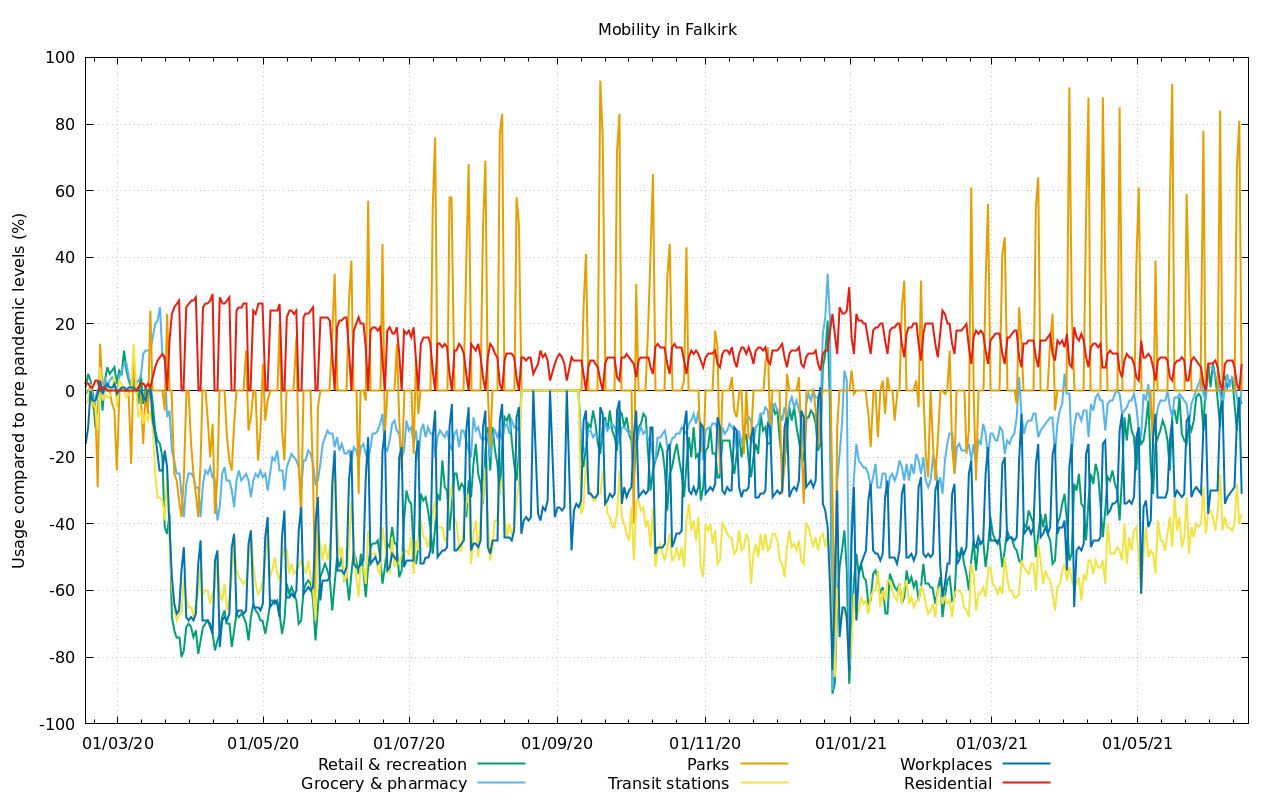 Mobility in Falkirk
Usage compared to pre pandemic levels (%)
100
80
60
40
20
0
-20
-40
-60
-80
-100
01/03/20 01/05/20 01/07/20 01/09/20 01/11/20 01/01/21 01/03/21 01/05/21
Retail & recreation Parks Workplaces
Grocery & pharmacy Transit stations Residential